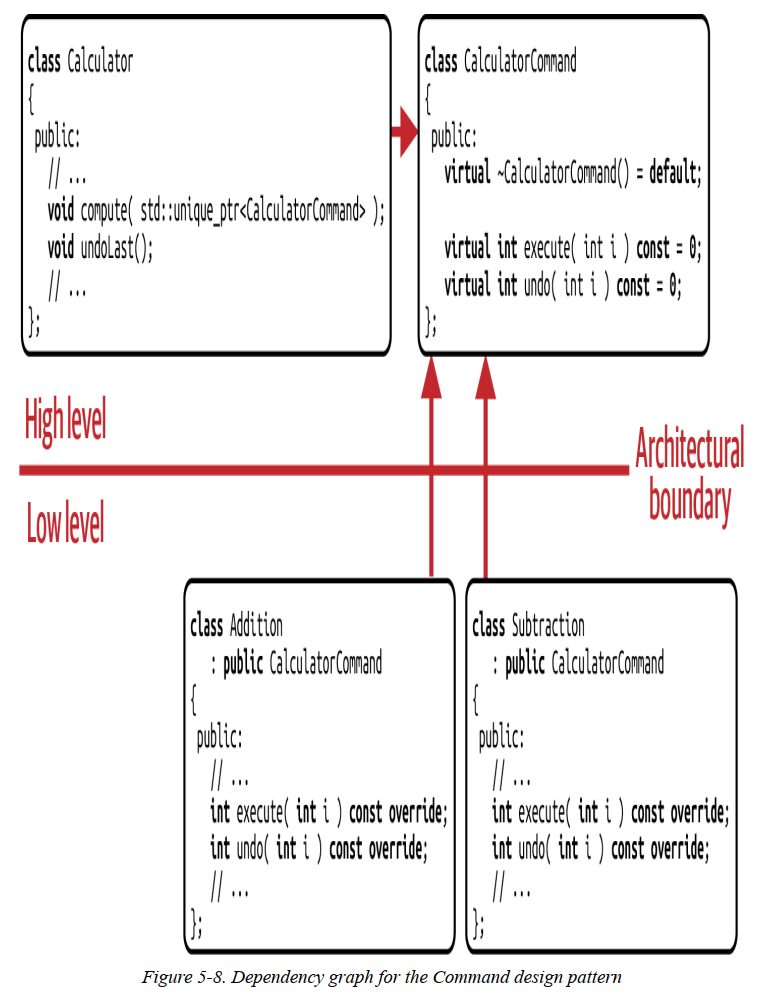 class Calculator
{
public:
// ...
void compute( std::unique_ptr<CalculatorCommand> );
void undoLast();
// ...
};
class CalculatorCommand
{
public:
virtual ~CalculatorCommand() = default;
virtual int execute( int i ) const = 0;
virtual int undo( int i ) const = 0;
};
High level
Architectural
boundary
Low level
class Addition
: public CalculatorCommand
{
public:
// ...
int execute( int i ) const override;
int undo( int i ) const override;
// ...
};
class Subtraction
: public CalculatorCommand
{
public:
// ...
int execute( int i ) const override;
int undo( int i ) const override;
// ...
};
Figure 5-8. Dependency graph for the Command design pattern